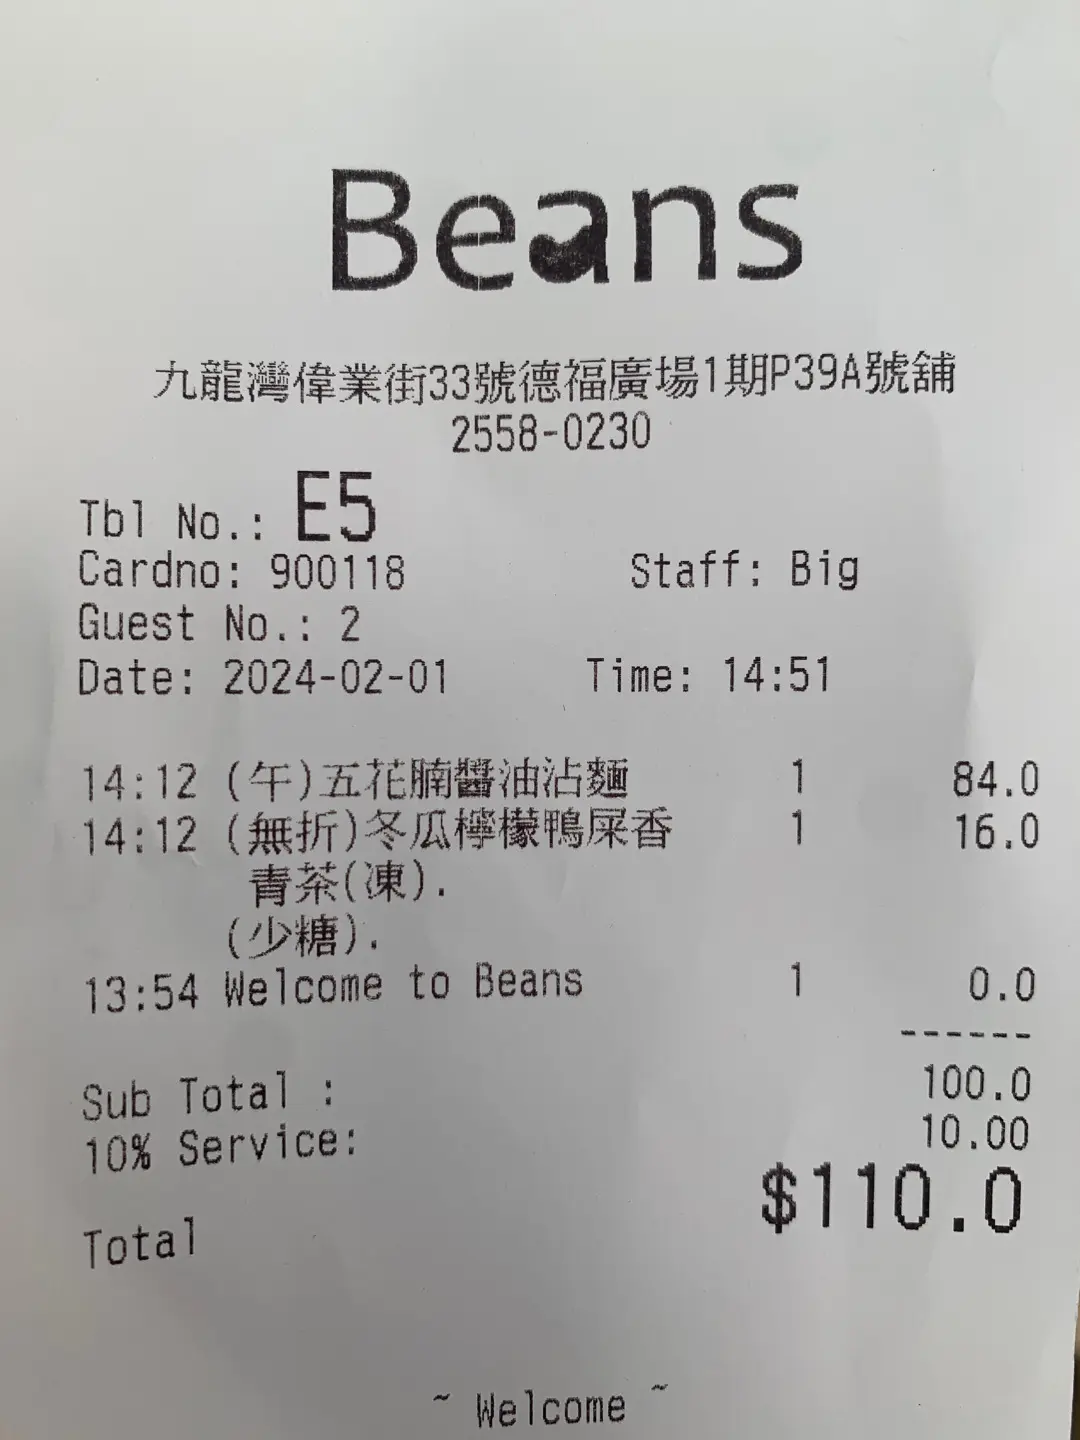 Beans
九龍灣偉業街33號德福廣場1期P39A號舖
2558-0230
Tbl No.: E5
Cardno: 900118 Staff: Big
Guest No.: 2
Date: 2024-02-01 Time: 14:51
14:12 (午)五花腩醬油沾麵 1 84.0
14:12 (無折)冬瓜檸檬鴨屎香 1 16.0
青茶(凍).
(少糖).
13:54 Welcome to Beans 1 0.0
------
Sub Total : 100.0
10% Service: 10.00
Total $110.0
~ Welcome ~